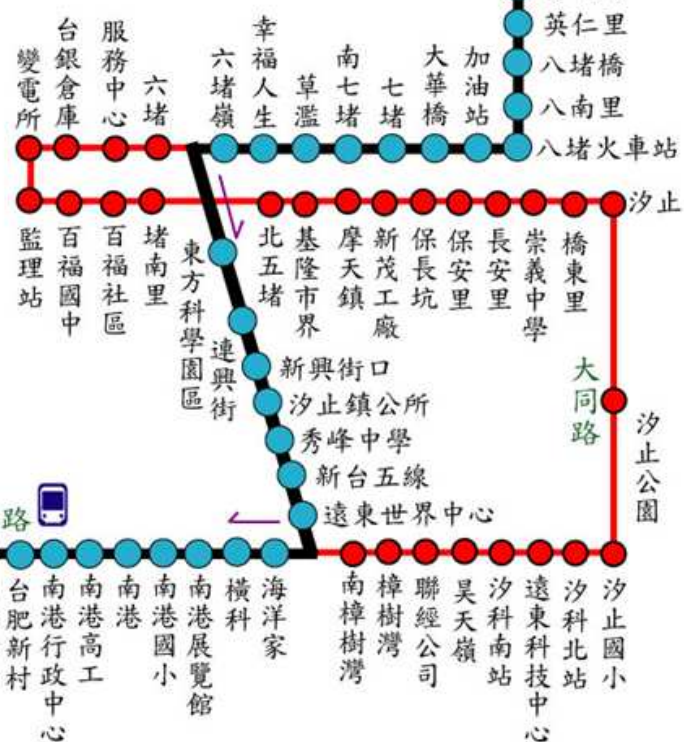 英仁里
八堵橋
八南里
八堵火車站
變電所
台銀倉庫
服務中心
六堵
六堵嶺
幸福人生
草濫
南七堵
七堵
大華橋
加油站
監理站
百福國中
百福社區
堵南里
北五堵
基隆市界
摩天鎮
新茂工廠
保長坑
保安里
長安里
崇義中學
橋東里
汐止
東方科學園區
連興街
新興街口
汐止鎮公所
秀峰中學
新台五線
遠東世界中心
大同路
汐止公園
路
台肥新村
南港行政中心
南港高工
南港
南港國小
南港展覽館
橫科
海洋家
南樟樹灣
樟樹灣
聯經公司
昊天嶺
汐科南站
遠東科技中心
汐科北站
汐止國小